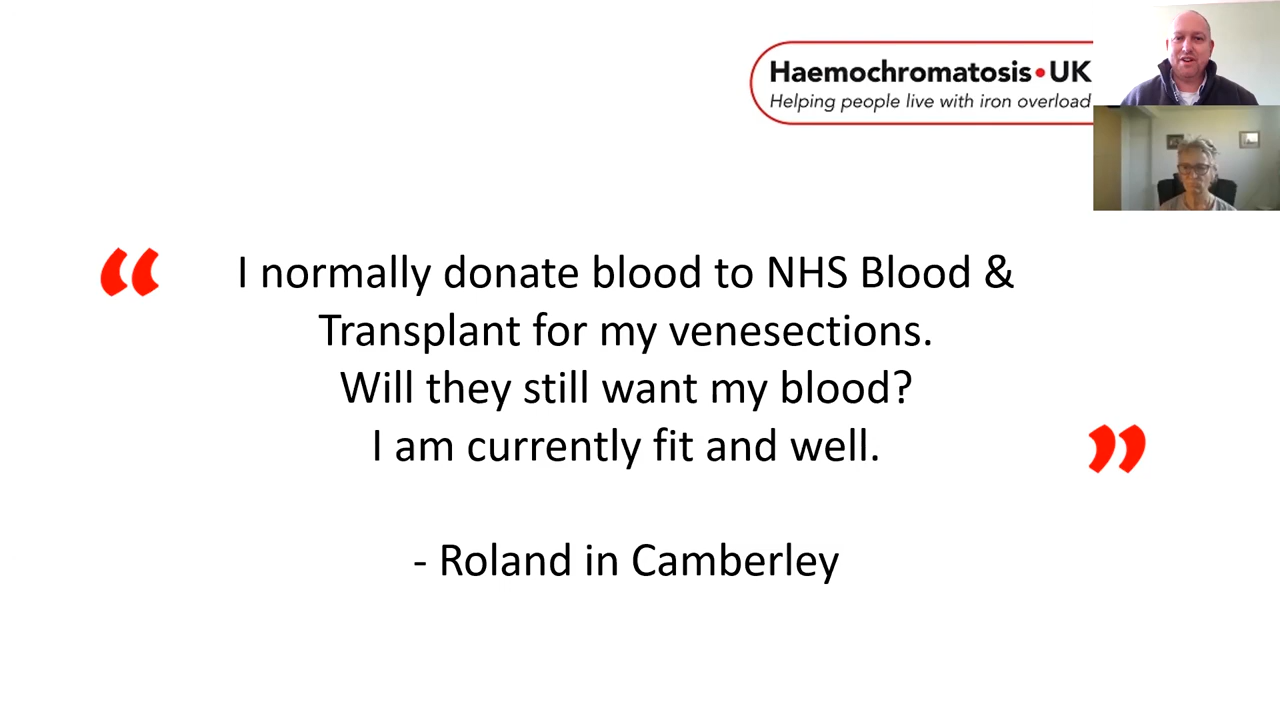 Haemochromatosis•UK
Helping people live with iron overload
“ I normally donate blood to NHS Blood &
Transplant for my venesections.
Will they still want my blood?
I am currently fit and well. ”
- Roland in Camberley